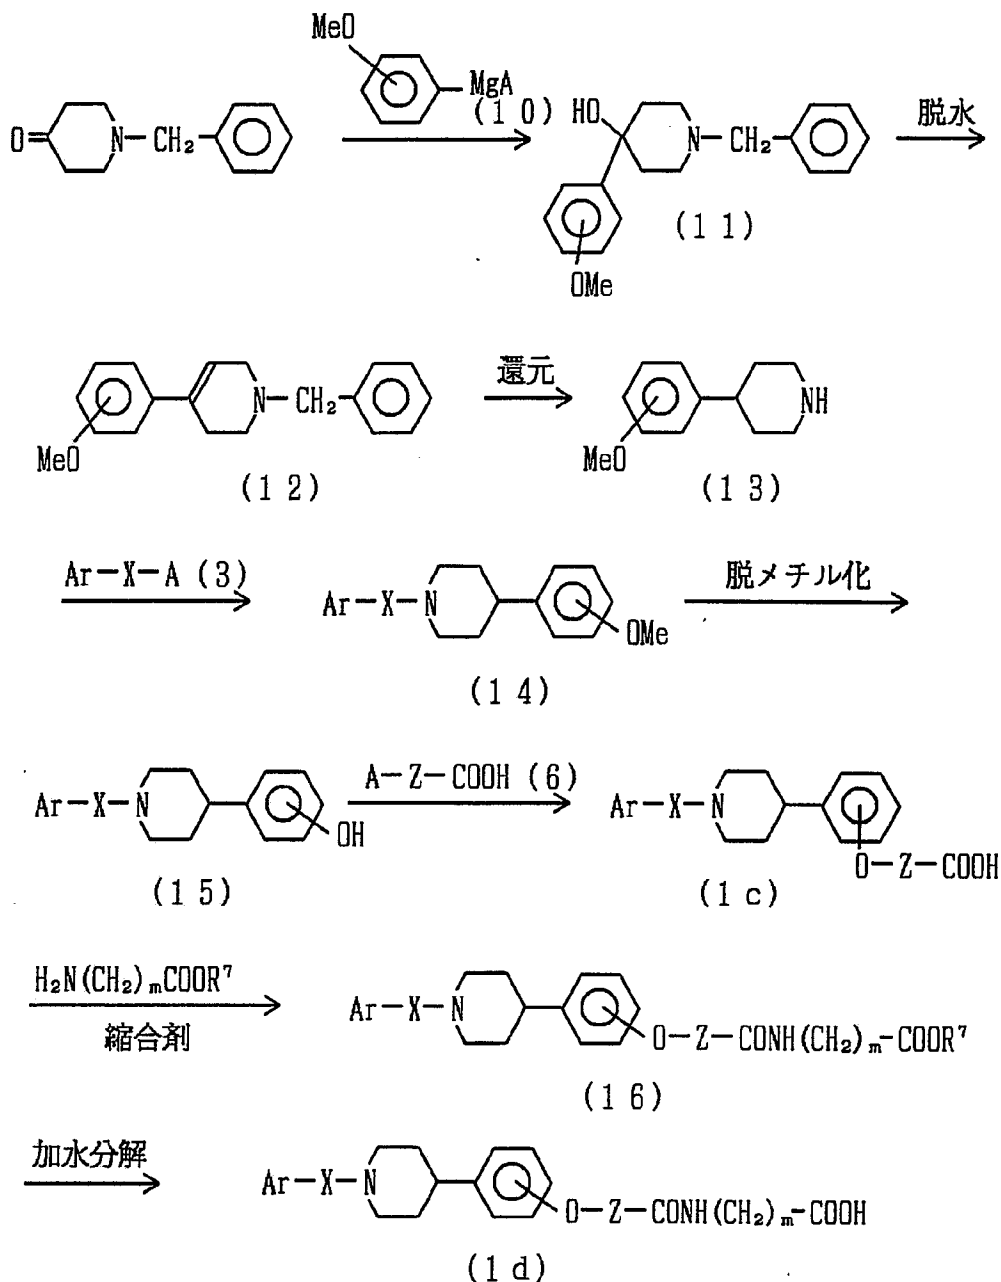 MeO
MgA
(10)
O=
N-CH₂
HO
N-CH₂
脱水
(11)
OMe
N-CH₂
MeO
(12)
還元
NH
MeO
(13)
Ar-X-A (3)
Ar-X-N
OMe
(14)
脱メチル化
Ar-X-N
OH
(15)
A-Z-COOH (6)
Ar-X-N
O-Z-COOH
(1c)
H₂N(CH₂)ₘCOOR⁷
縮合剤
Ar-X-N
O-Z-CONH(CH₂)ₘ-COOR⁷
(16)
加水分解
Ar-X-N
O-Z-CONH(CH₂)ₘ-COOH
(1d)